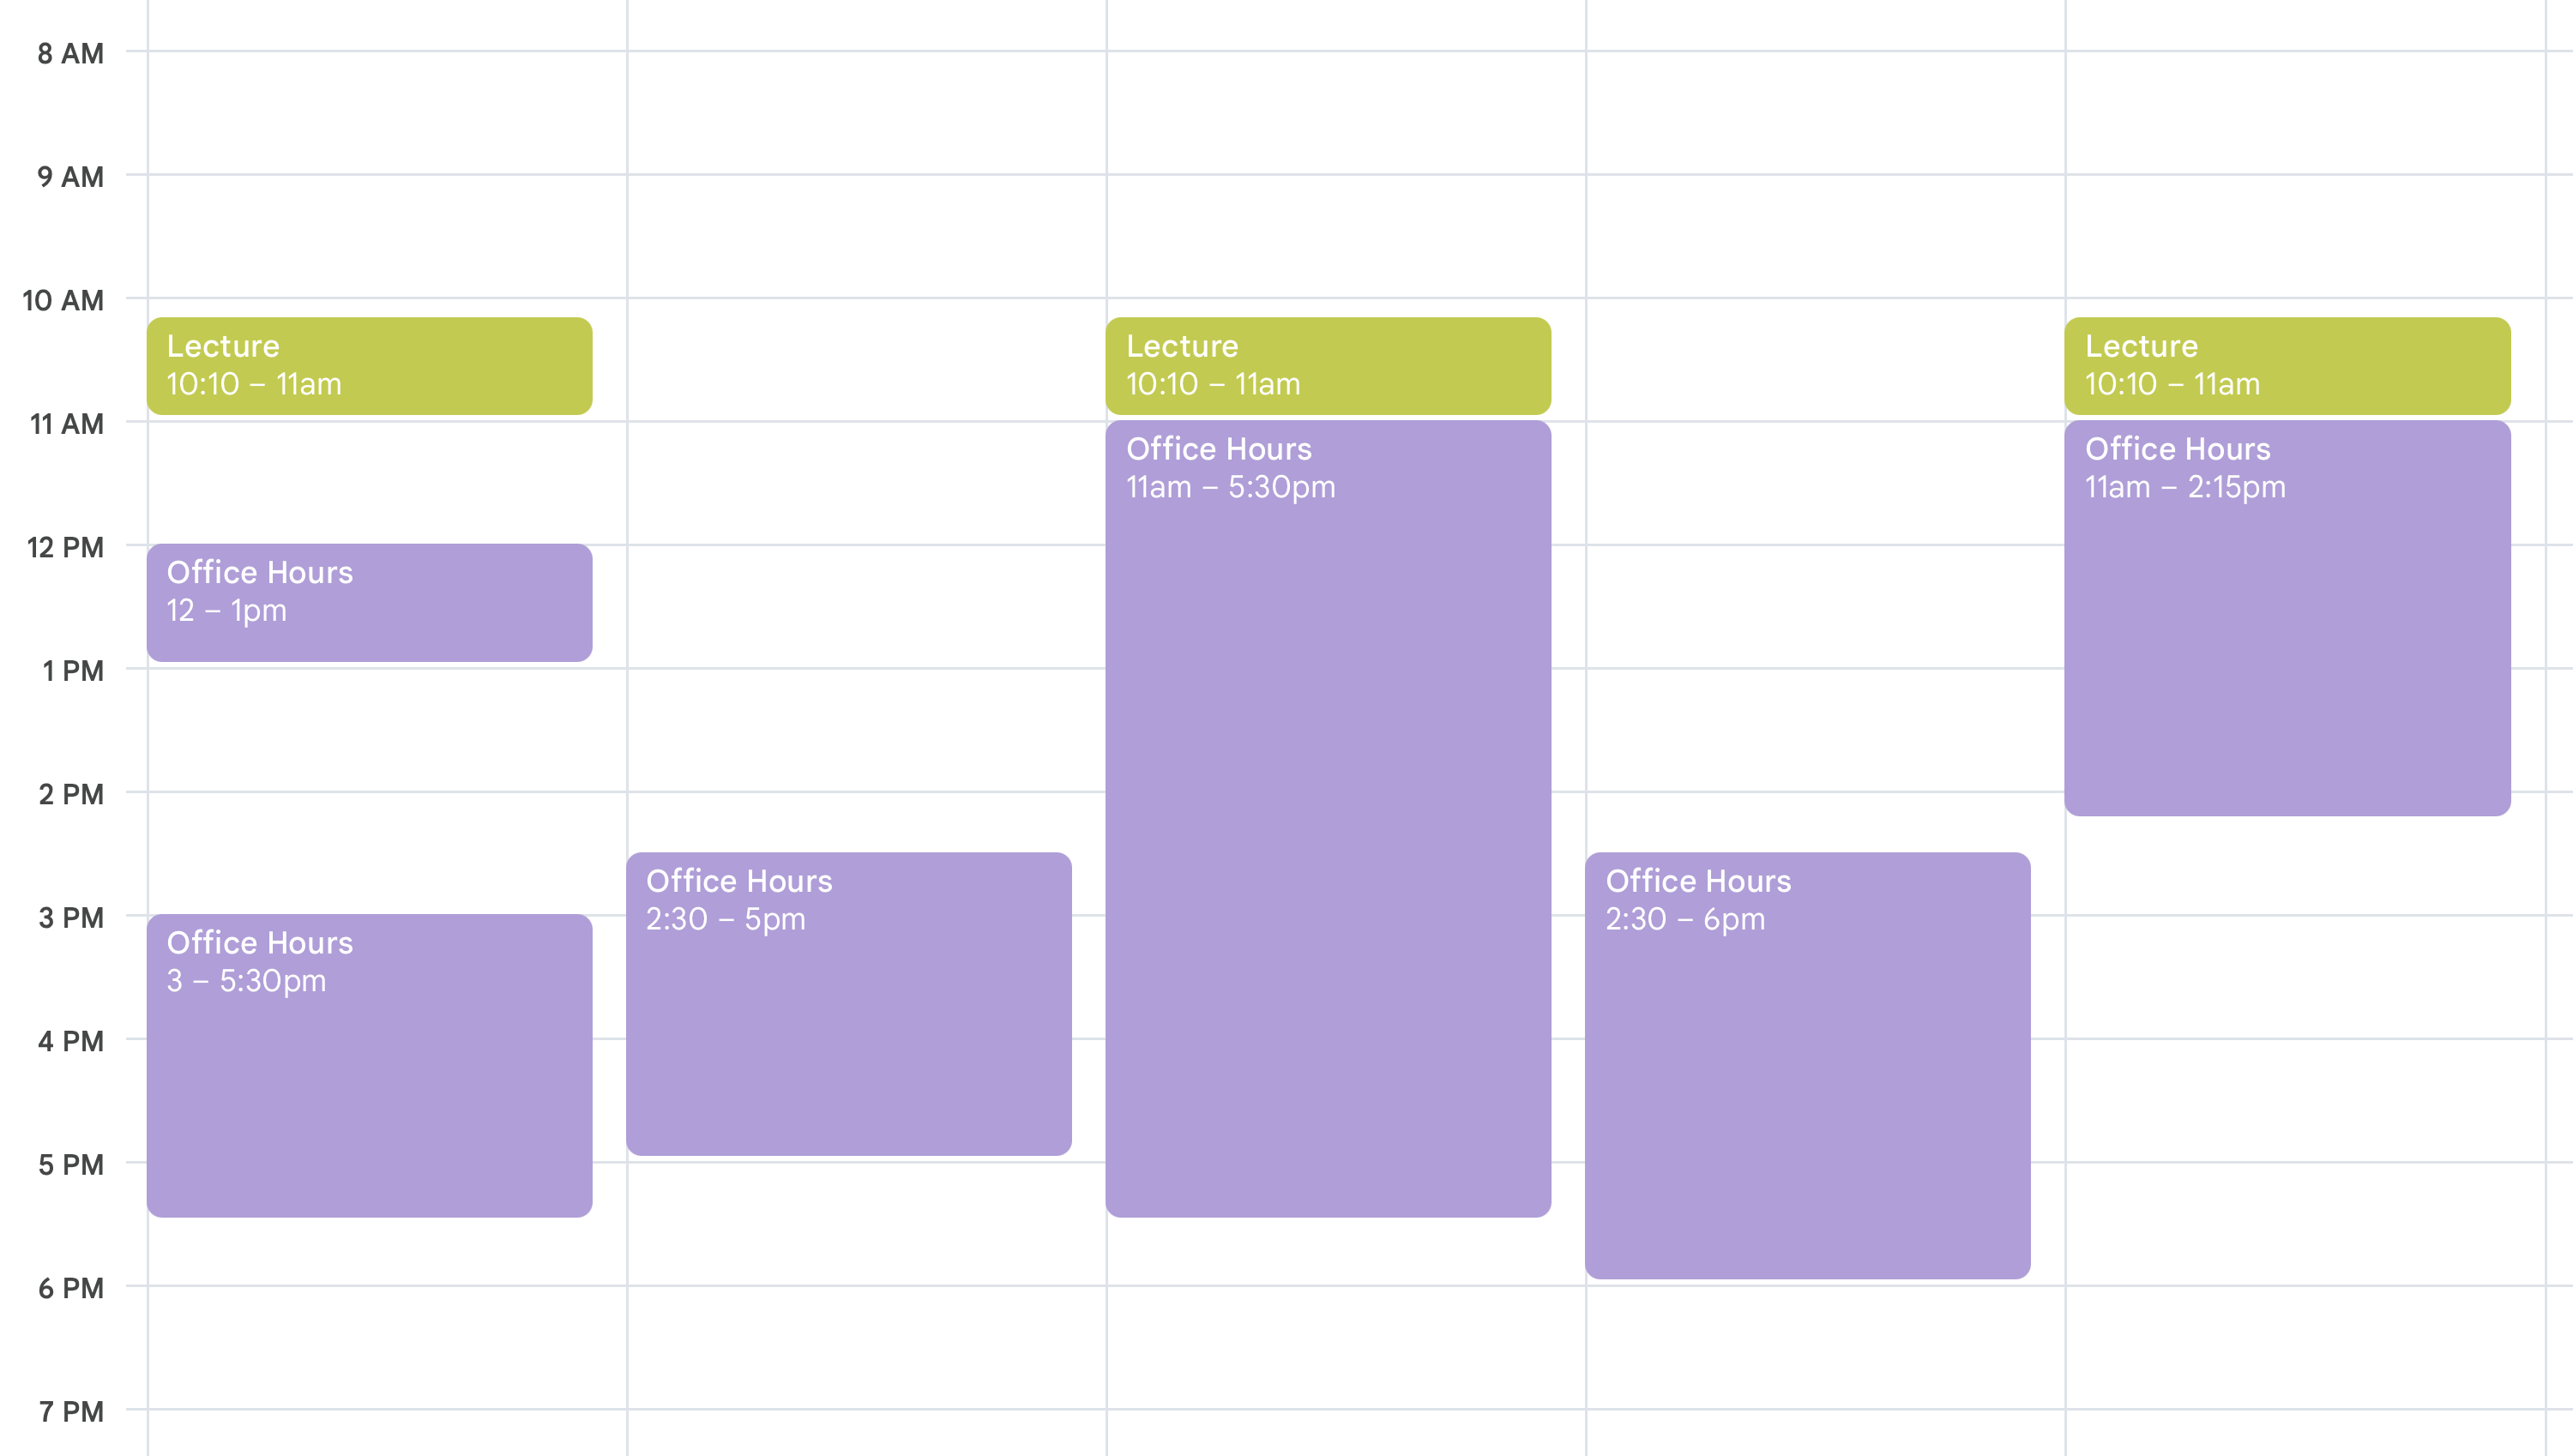 8 AM
9 AM
10 AM
11 AM
12 PM
1 PM
2 PM
3 PM
4 PM
5 PM
6 PM
7 PM
Lecture
10:10 – 11am
Office Hours
12 – 1pm
Office Hours
3 – 5:30pm
Office Hours
2:30 – 5pm
Lecture
10:10 – 11am
Office Hours
11am – 5:30pm
Office Hours
2:30 – 6pm
Lecture
10:10 – 11am
Office Hours
11am – 2:15pm